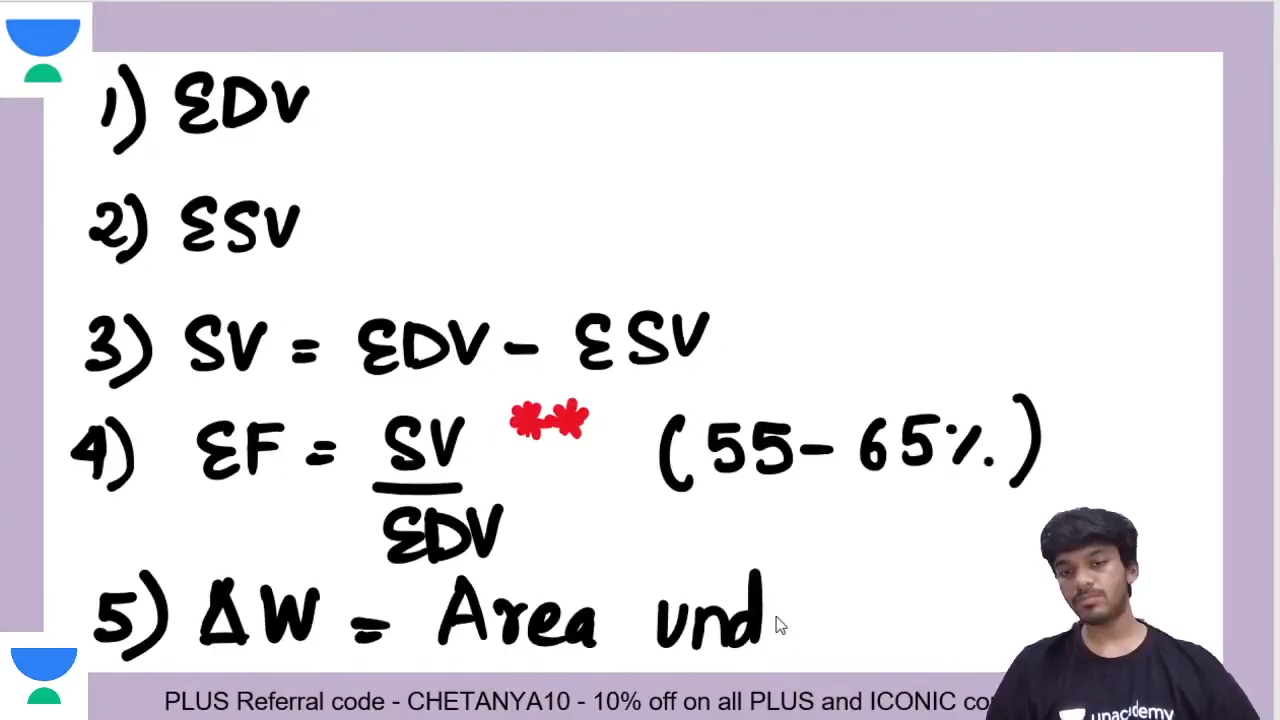 1) EDV
2) ESV
3) SV = EDV - ESV
4) EF = SV ** (55 - 65%.)
EDV
5) ΔW = Area und
PLUS Referral code - CHETANYA10 - 10% off on all PLUS and ICONIC co
unacademy